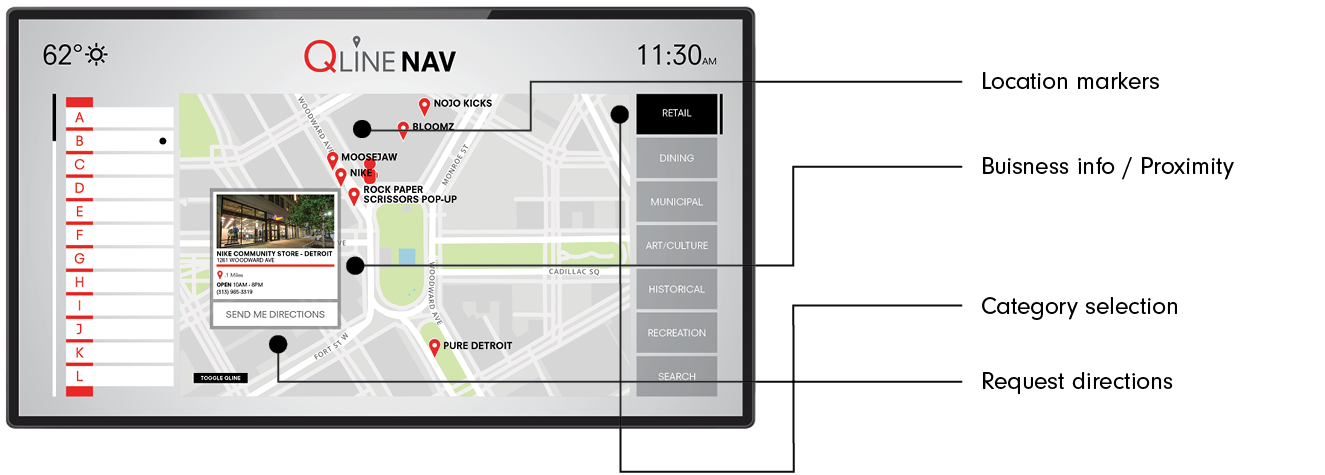 62°
QLINE NAV
11:30AM
A
B
C
D
E
F
G
H
I
J
K
L
WOODWARD AVE
NOJO KICKS
BLOOMZ
MONROE ST
MOOSEJAW
NIKE
ROCK PAPER
SCRISSORS POP-UP
NIKE COMMUNITY STORE - DETROIT
1261 WOODWARD AVE
.1 Miles
OPEN 10AM - 8PM
(313) 965-3319
SEND ME DIRECTIONS
VE
CADILLAC SQ
WOODWARD AVE
FORT ST W
PURE DETROIT
TOGGLE QLINE
RETAIL
DINING
MUNICIPAL
ART/CULTURE
HISTORICAL
RECREATION
SEARCH
Location markers
Buisness info / Proximity
Category selection
Request directions